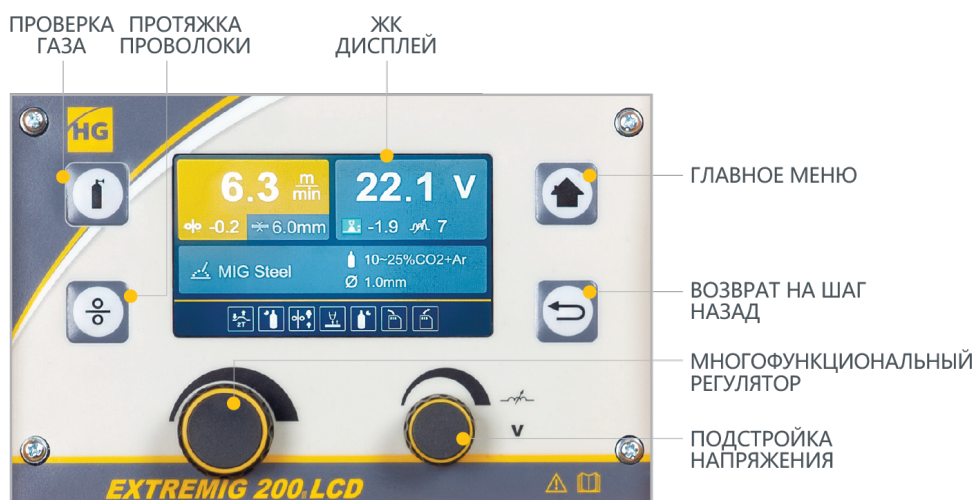 ПРОВЕРКА
ГАЗА
ПРОТЯЖКА
ПРОВОЛОКИ
ЖК
ДИСПЛЕЙ
HG
6.3 m/min
22.1 V
-0.2 6.0mm
-1.9 7
MIG Steel
10~25%CO2+Ar
Ø 1.0mm
2T
ГЛАВНОЕ МЕНЮ
ВОЗВРАТ НА ШАГ
НАЗАД
МНОГОФУНКЦИОНАЛЬНЫЙ
РЕГУЛЯТОР
V
ПОДСТРОЙКА
НАПРЯЖЕНИЯ
EXTREMIG 200 LCD